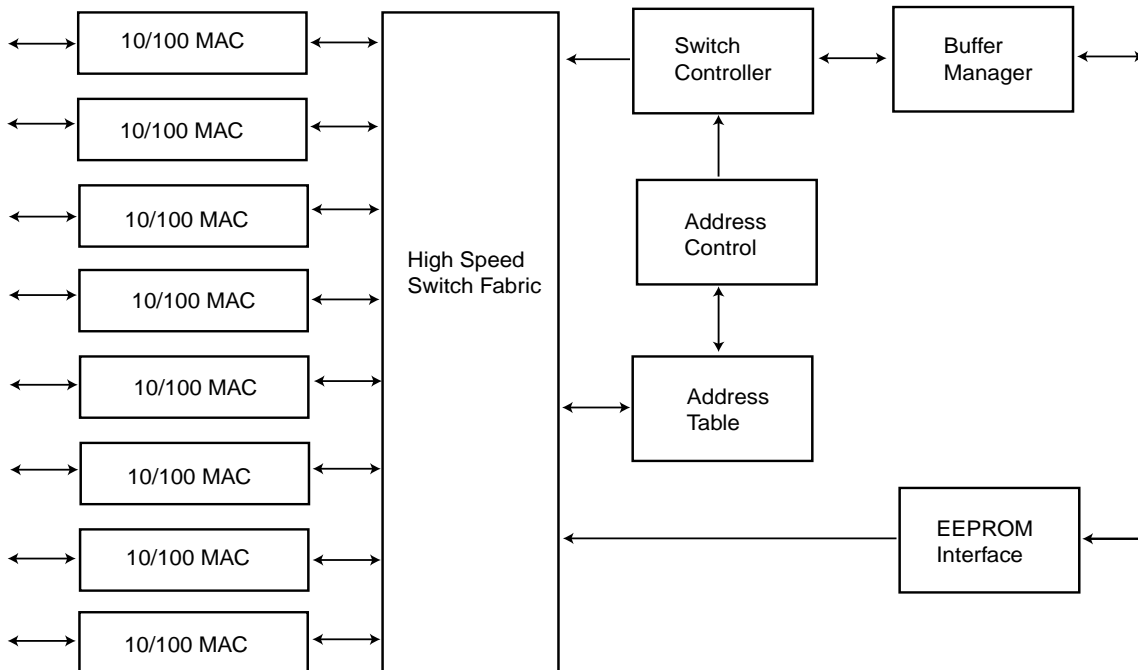 10/100 MAC
10/100 MAC
10/100 MAC
10/100 MAC
10/100 MAC
10/100 MAC
10/100 MAC
10/100 MAC
High Speed
Switch Fabric
Switch
Controller
Buffer
Manager
Address
Control
Address
Table
EEPROM
Interface